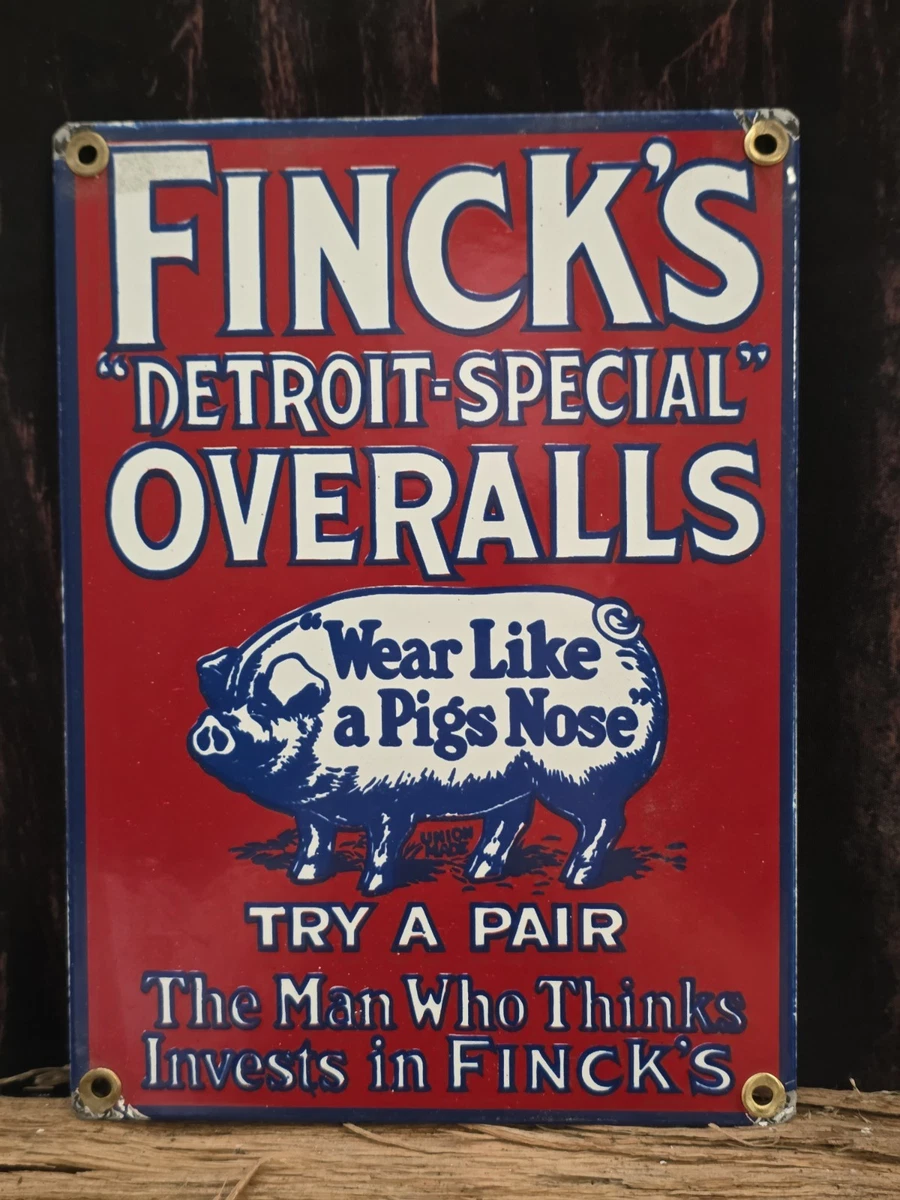 FINCK'S
"DETROIT-SPECIAL"
OVERALLS
"Wear Like
a Pigs Nose"
UNION
MADE
TRY A PAIR
The Man Who Thinks
Invests in FINCK'S